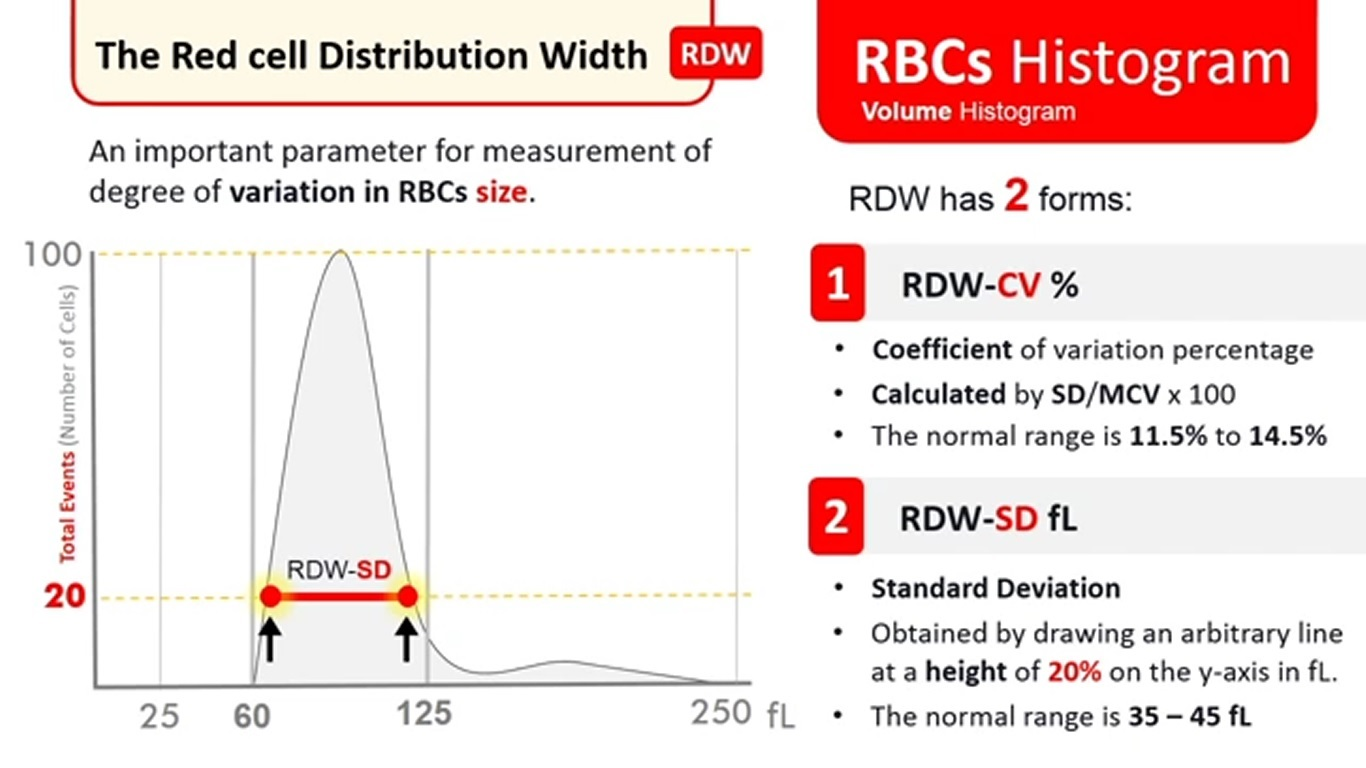 The Red cell Distribution Width RDW
An important parameter for measurement of
degree of variation in RBCs size.
100
Total Events (Number of Cells)
RDW-SD
20
25 60 125 250 fL
RBCs Histogram
Volume Histogram
RDW has 2 forms:
1 RDW-CV %
• Coefficient of variation percentage
• Calculated by SD/MCV x 100
• The normal range is 11.5% to 14.5%
2 RDW-SD fL
• Standard Deviation
• Obtained by drawing an arbitrary line
at a height of 20% on the y-axis in fL.
• The normal range is 35 – 45 fL